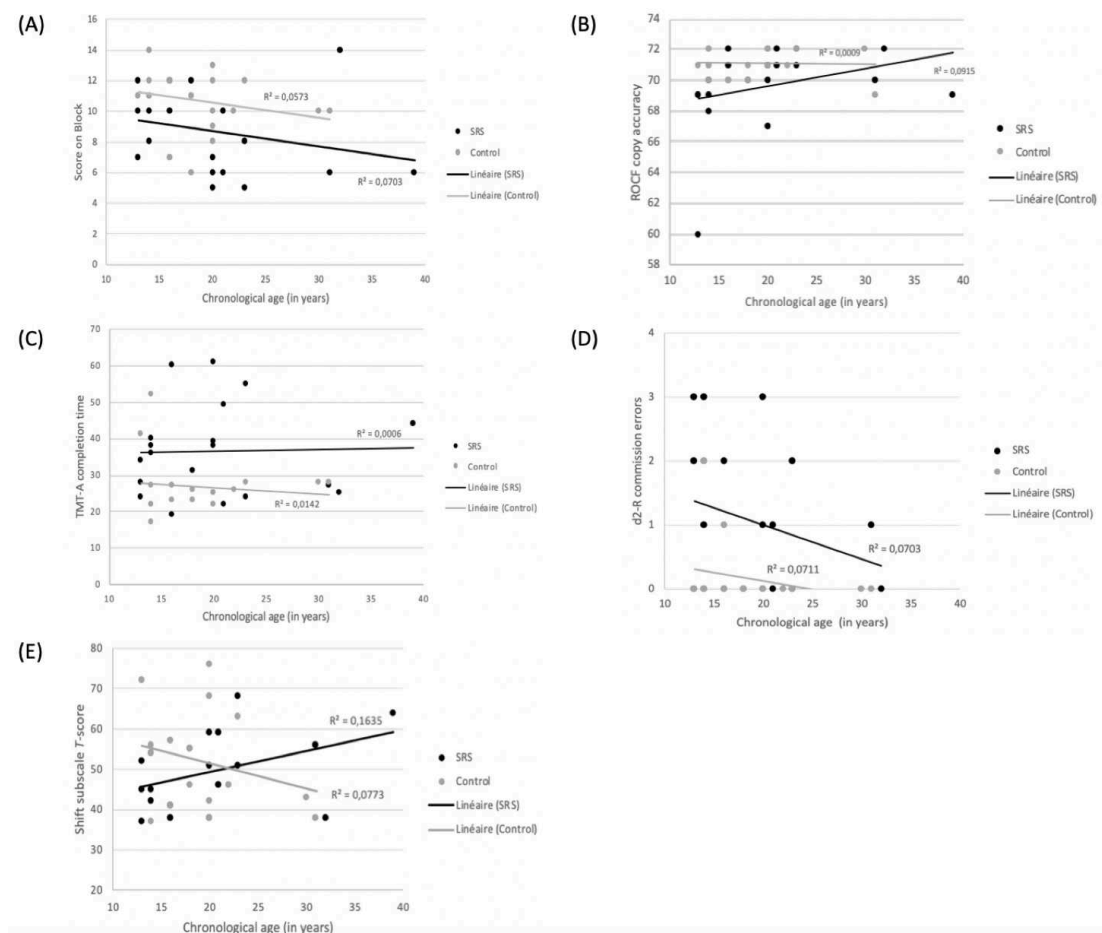 (A)
16
14
12
10
8
6
4
2
0
10 15 20 25 30 35 40
Score on Block
Chronological age (in years)
R² = 0,0573
R² = 0,0703
SRS
Control
Linéaire (SRS)
Linéaire (Control)
(B)
74
72
70
68
66
64
62
60
58
10 15 20 25 30 35 40
ROCF copy accuracy
Chronological age (in years)
R² = 0,0009
R² = 0,0915
SRS
Control
Linéaire (SRS)
Linéaire (Control)
(C)
70
60
50
40
30
20
10
0
10 15 20 25 30 35 40
TMT-A completion time
Chronological age (in years)
R² = 0,0006
R² = 0,0142
SRS
Control
Linéaire (SRS)
Linéaire (Control)
(D)
4
3
2
1
0
10 15 20 25 30 35 40
d2-R commission errors
Chronological age (in years)
R² = 0,0703
R² = 0,0711
SRS
Control
Linéaire (SRS)
Linéaire (Control)
(E)
80
70
60
50
40
30
20
10 15 20 25 30 35 40
Shift subscale T-score
Chronological age (in years)
R² = 0,1635
R² = 0,0773
SRS
Control
Linéaire (SRS)
Linéaire (Control)